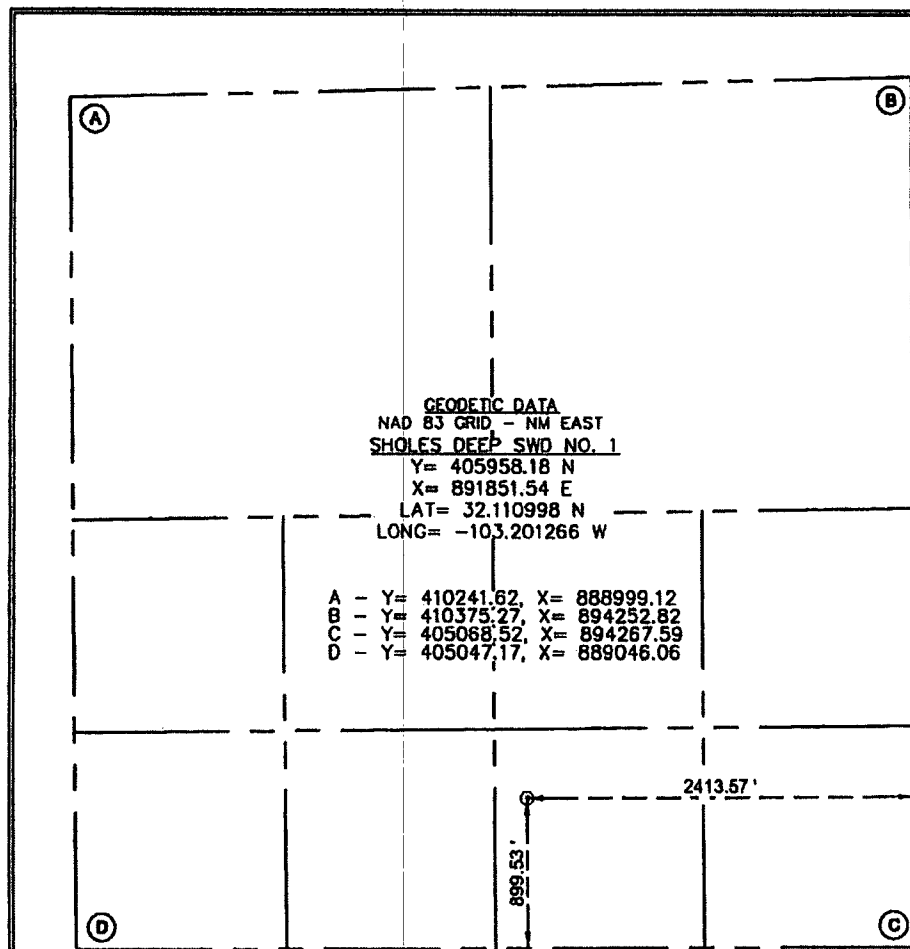 A
B
GEODETIC DATA
NAD 83 GRID - NM EAST
SHOLES DEEP SWD NO. 1
Y= 405958.18 N
X= 891851.54 E
LAT= 32.110998 N
LONG= -103.201266 W
A - Y= 410241.62, X= 888999.12
B - Y= 410375.27, X= 894252.82
C - Y= 405068.52, X= 894267.59
D - Y= 405047.17, X= 889046.06
2413.57 '
899.53'
D
C